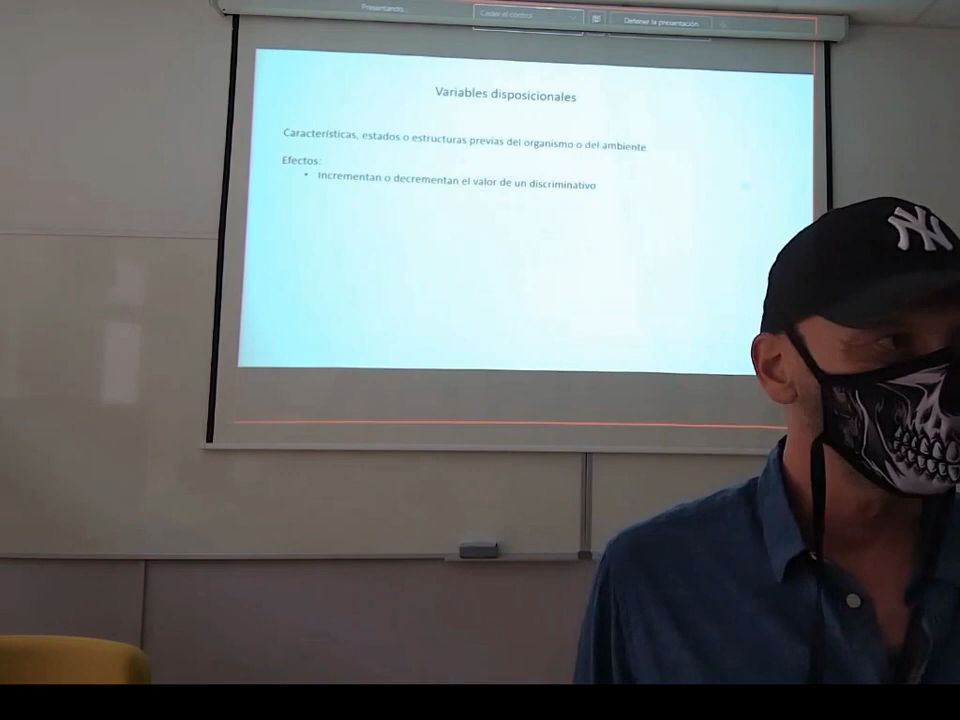 Presentando...
Ceder el control
Detener la presentación
Variables disposicionales
Características, estados o estructuras previas del organismo o del ambiente
Efectos:
• Incrementan o decrementan el valor de un discriminativo
NY